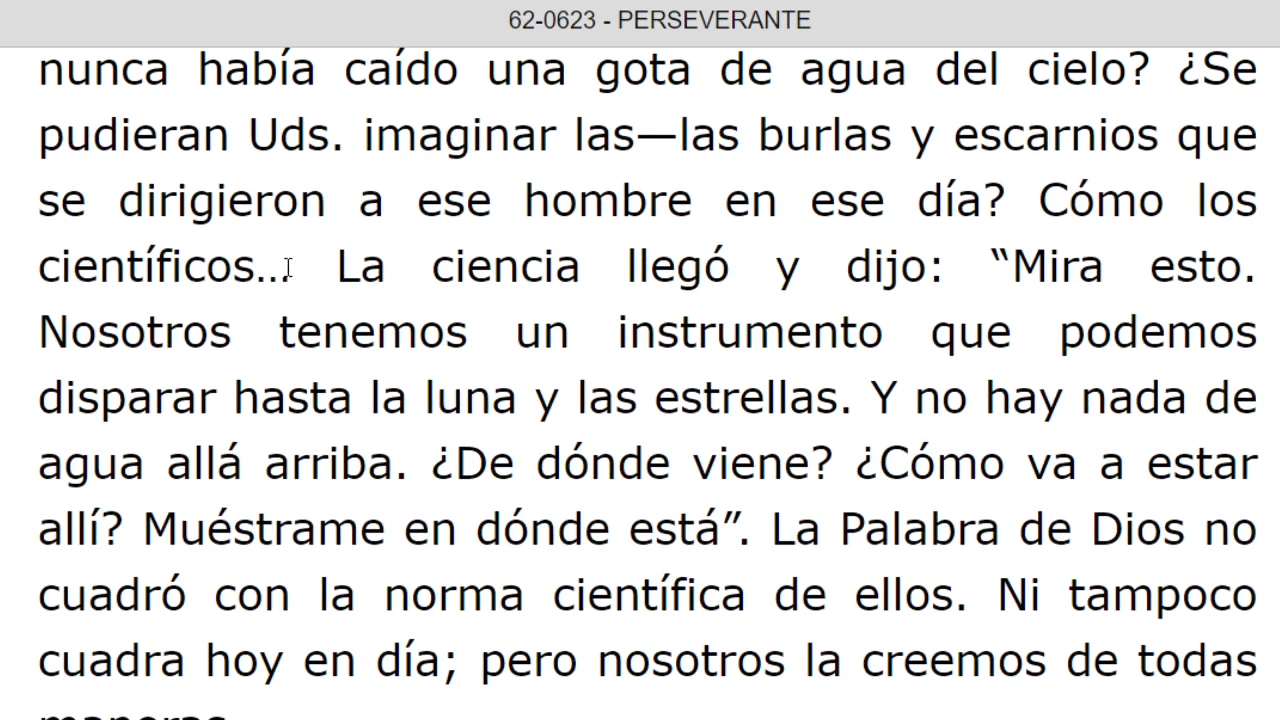 62-0623 - PERSEVERANTE
nunca había caído una gota de agua del cielo? ¿Se
pudieran Uds. imaginar las—las burlas y escarnios que
se dirigieron a ese hombre en ese día? Cómo los
científicos… La ciencia llegó y dijo: “Mira esto.
Nosotros tenemos un instrumento que podemos
disparar hasta la luna y las estrellas. Y no hay nada de
agua allá arriba. ¿De dónde viene? ¿Cómo va a estar
allí? Muéstrame en dónde está”. La Palabra de Dios no
cuadró con la norma científica de ellos. Ni tampoco
cuadra hoy en día; pero nosotros la creemos de todas
maneras.